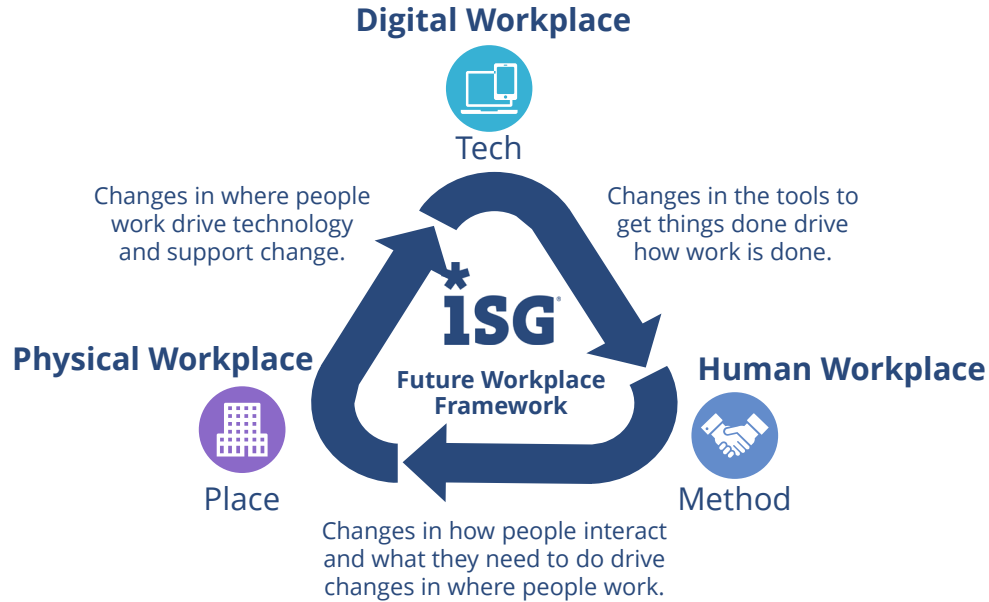 Digital Workplace
Tech
Changes in where people
work drive technology
and support change.
Changes in the tools to
get things done drive
how work is done.
*
iSG®
Future Workplace
Framework
Physical Workplace
Place
Human Workplace
Method
Changes in how people interact
and what they need to do drive
changes in where people work.